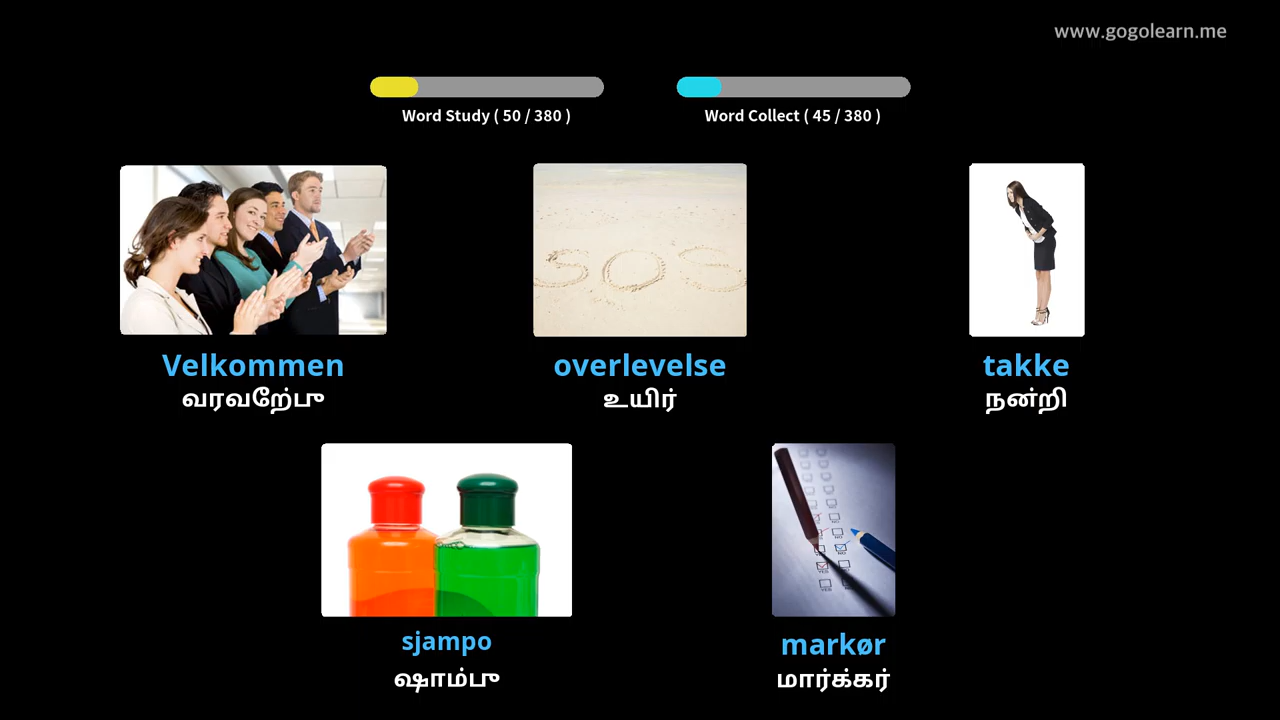 www.gogolearn.me
Word Study ( 50 / 380 )
Word Collect ( 45 / 380 )
SOS
Velkommen
overlevelse
takke
வரவேற்பு
உயிர்
நன்றி
sjampo
markør
ஷாம்பு
மார்க்கர்